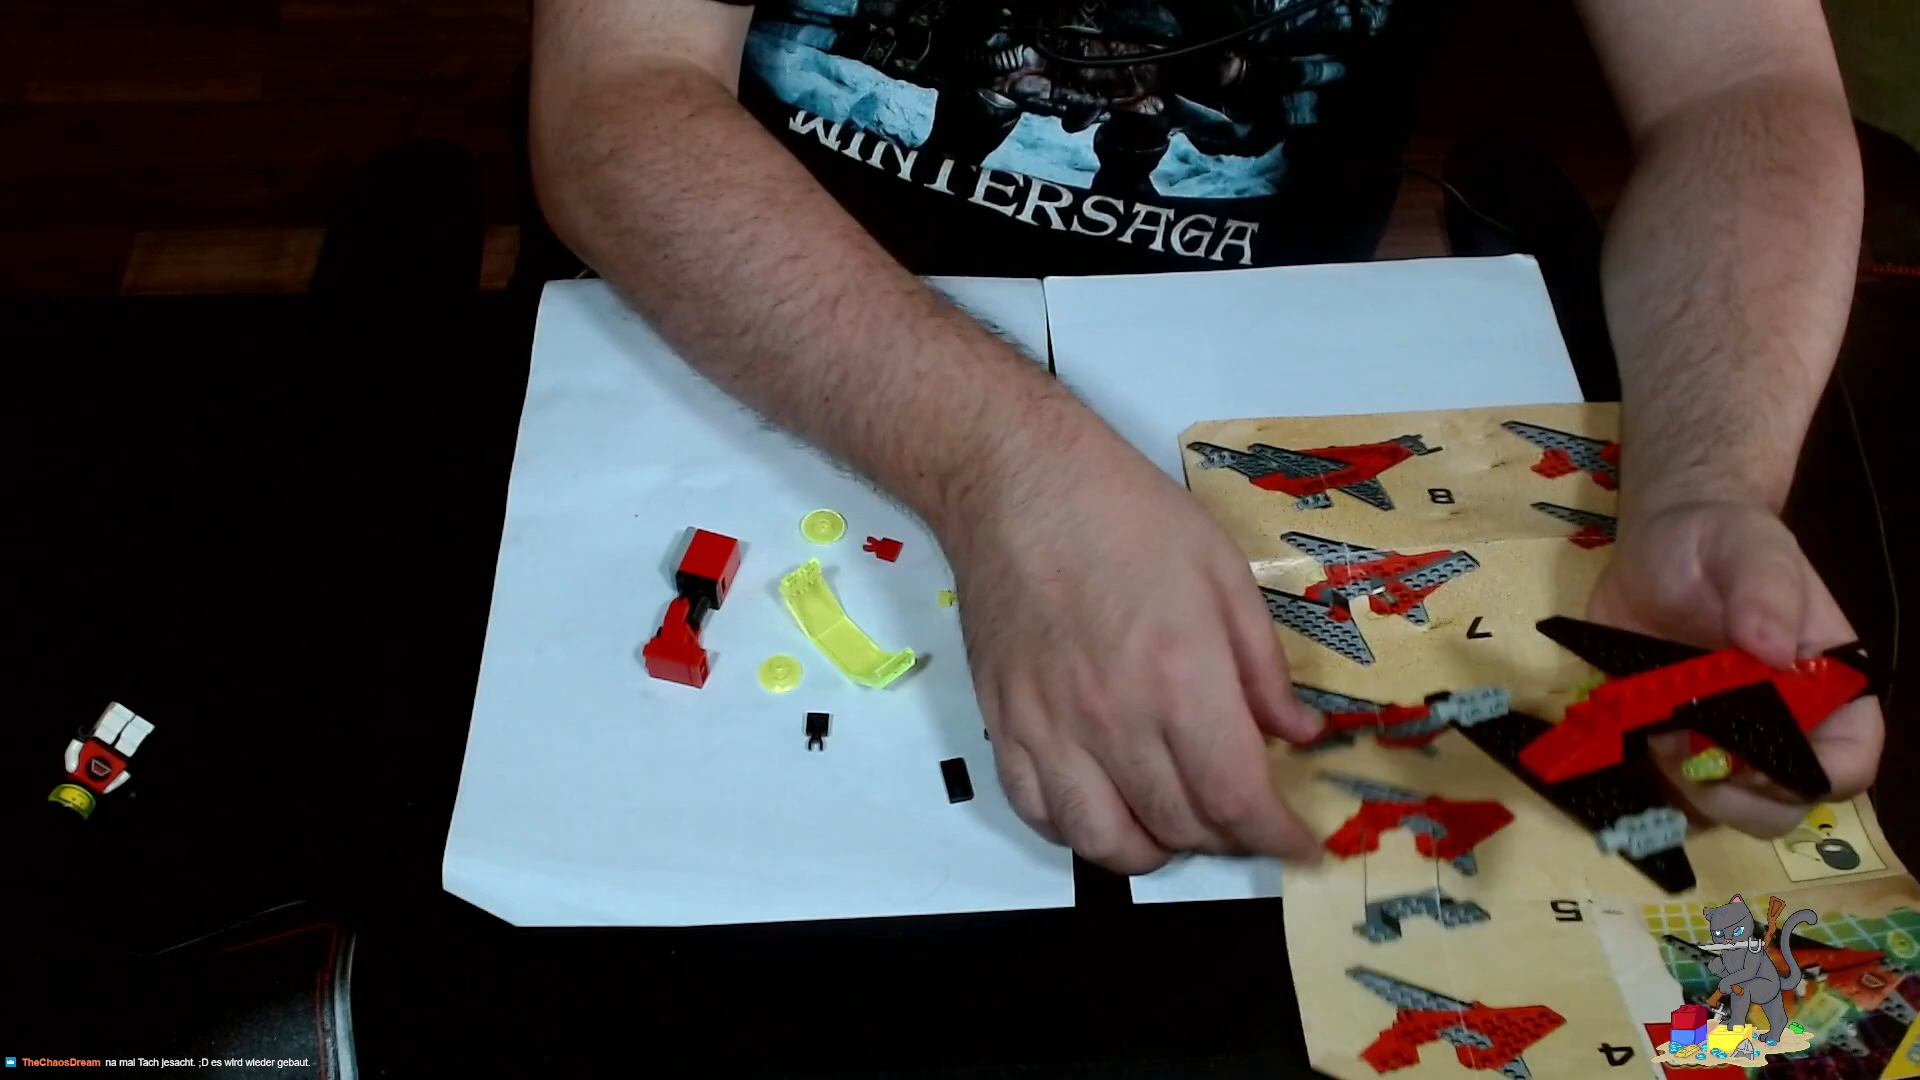 WINTERSAGA
8
7
5
4
TheChaosDream na mal Tach jesacht. ;D es wird wieder gebaut.